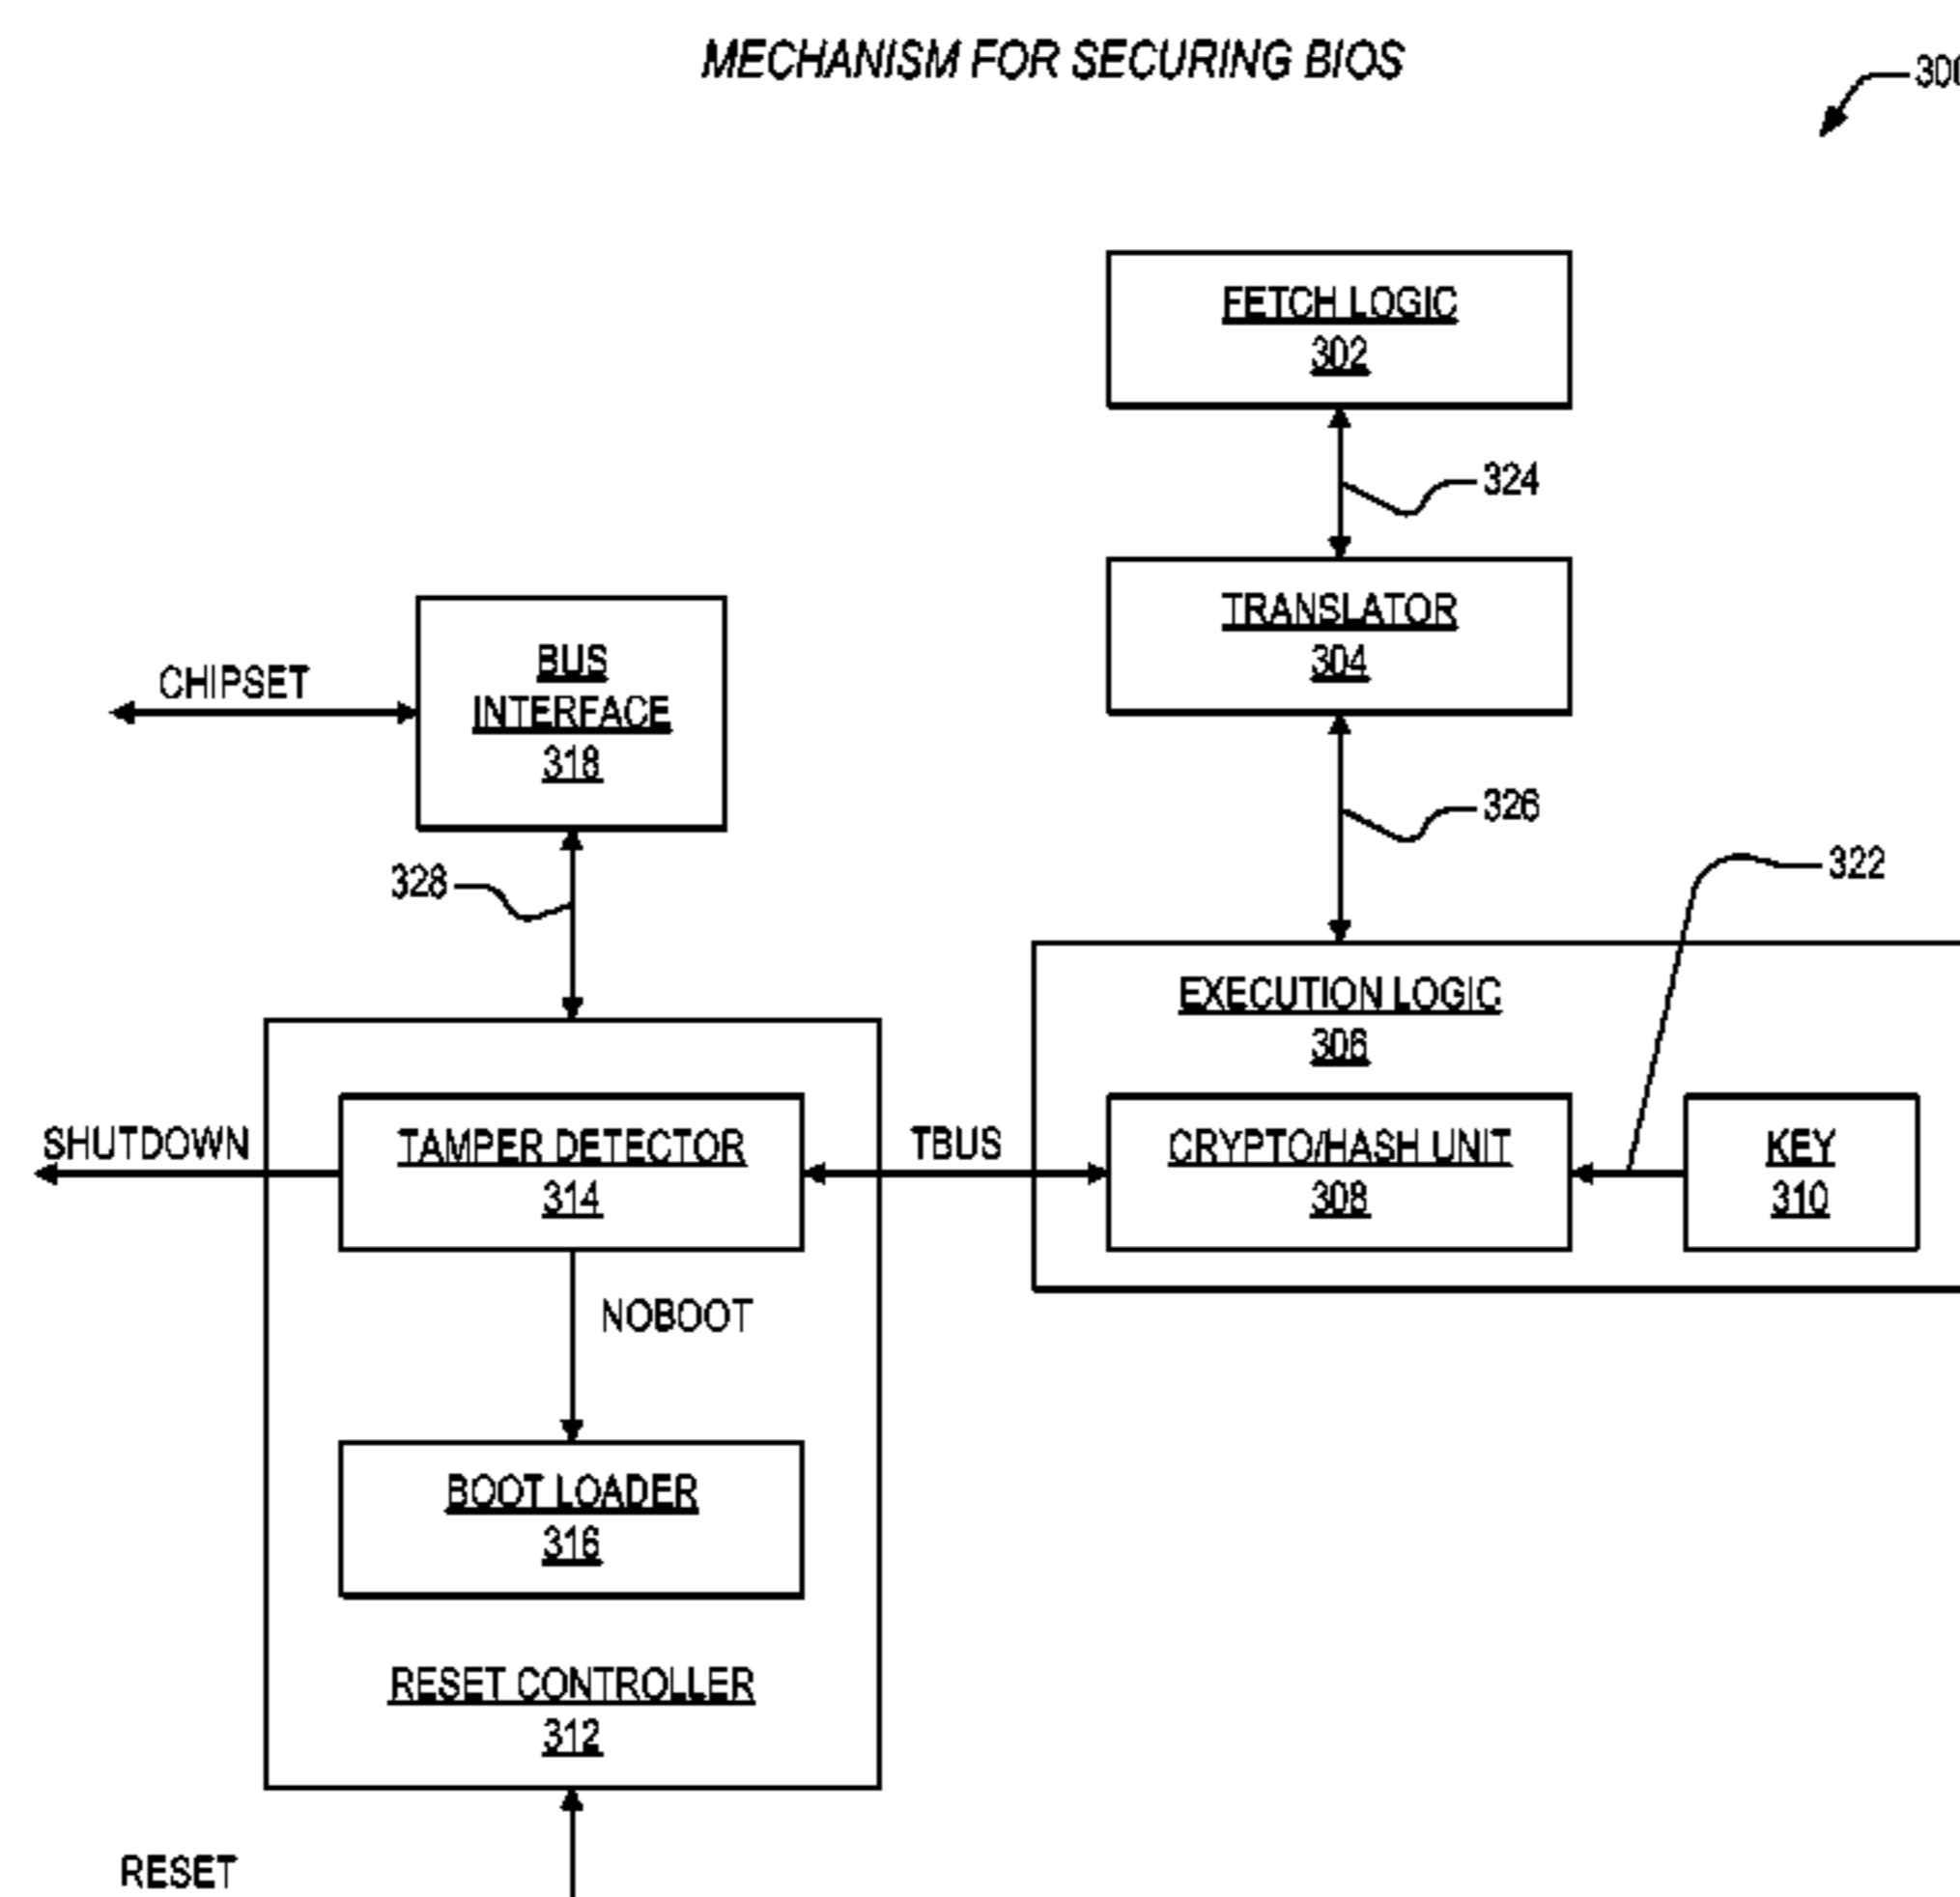 MECHANISM FOR SECURING BIOS
300
FETCH LOGIC
302
324
TRANSLATOR
304
BUS
INTERFACE
318
CHIPSET
326
328
322
EXECUTION LOGIC
306
SHUTDOWN
TAMPER DETECTOR
314
TBUS
CRYPTO/HASH UNIT
308
KEY
310
NOBOOT
BOOT LOADER
316
RESET CONTROLLER
312
RESET